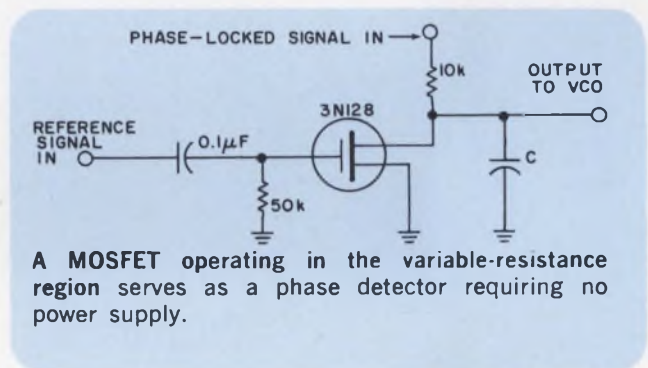 PHASE-LOCKED SIGNAL IN
10k
OUTPUT
TO VCO
3N128
REFERENCE
SIGNAL
IN
0.1μF
C
50k
A MOSFET operating in the variable-resistance
region serves as a phase detector requiring no
power supply.